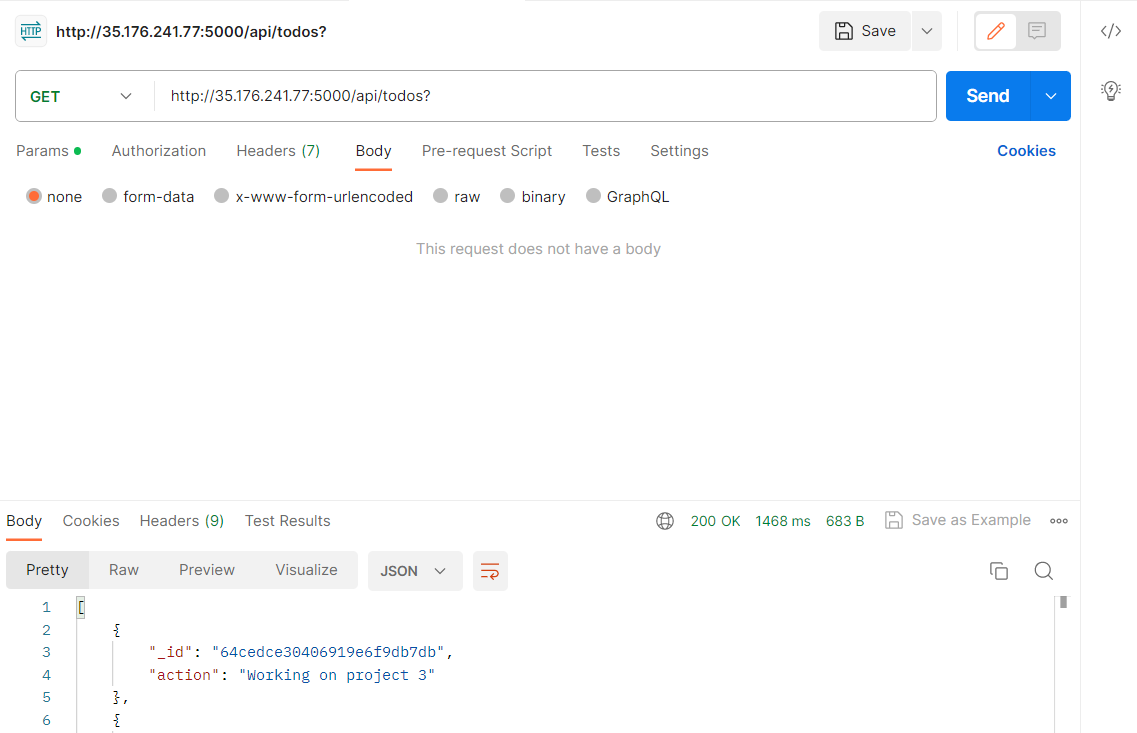 HTTP http://35.176.241.77:5000/api/todos? Save
GET http://35.176.241.77:5000/api/todos? Send
Params Authorization Headers (7) Body Pre-request Script Tests Settings Cookies
none form-data x-www-form-urlencoded raw binary GraphQL
This request does not have a body
Body Cookies Headers (9) Test Results 200 OK 1468 ms 683 B Save as Example
Pretty Raw Preview Visualize JSON
1 [
2 {
3 "_id": "64cedce30406919e6f9db7db",
4 "action": "Working on project 3"
5 },
6 {